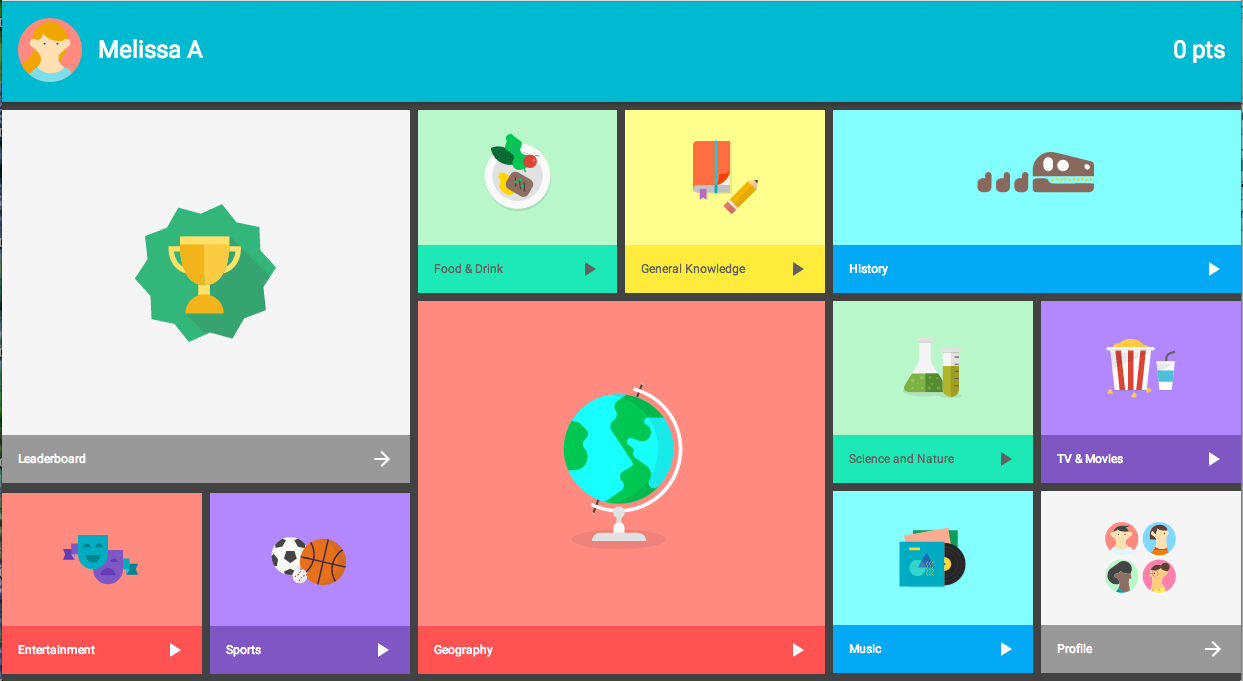 Melissa A
0 pts
Food & Drink
General Knowledge
History
Leaderboard
Science and Nature
TV & Movies
Entertainment
Sports
Geography
Music
Profile